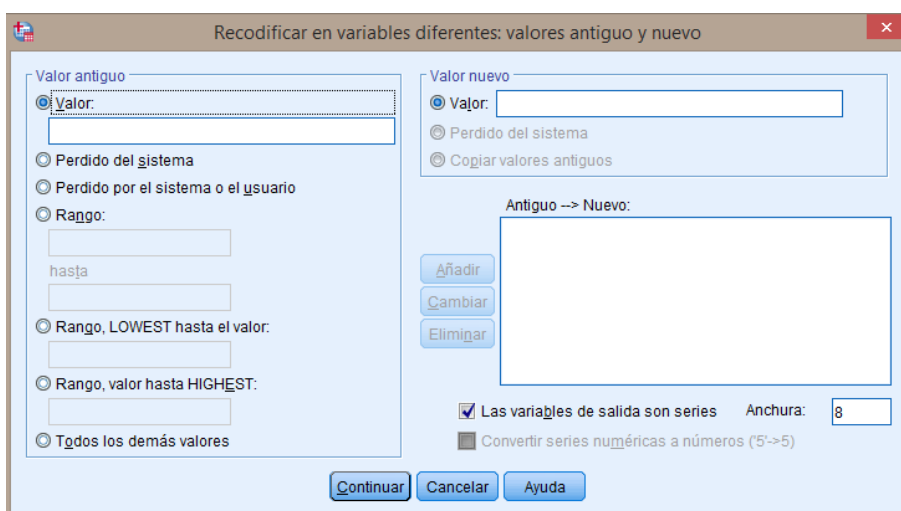 Recodificar en variables diferentes: valores antiguo y nuevo
Valor antiguo
Valor:
Perdido del sistema
Perdido por el sistema o el usuario
Rango:
hasta
Rango, LOWEST hasta el valor:
Rango, valor hasta HIGHEST:
Todos los demás valores
Valor nuevo
Valor:
Perdido del sistema
Copiar valores antiguos
Antiguo --> Nuevo:
Añadir
Cambiar
Eliminar
Las variables de salida son series Anchura: 8
Convertir series numéricas a números ('5'->5)
Continuar Cancelar Ayuda